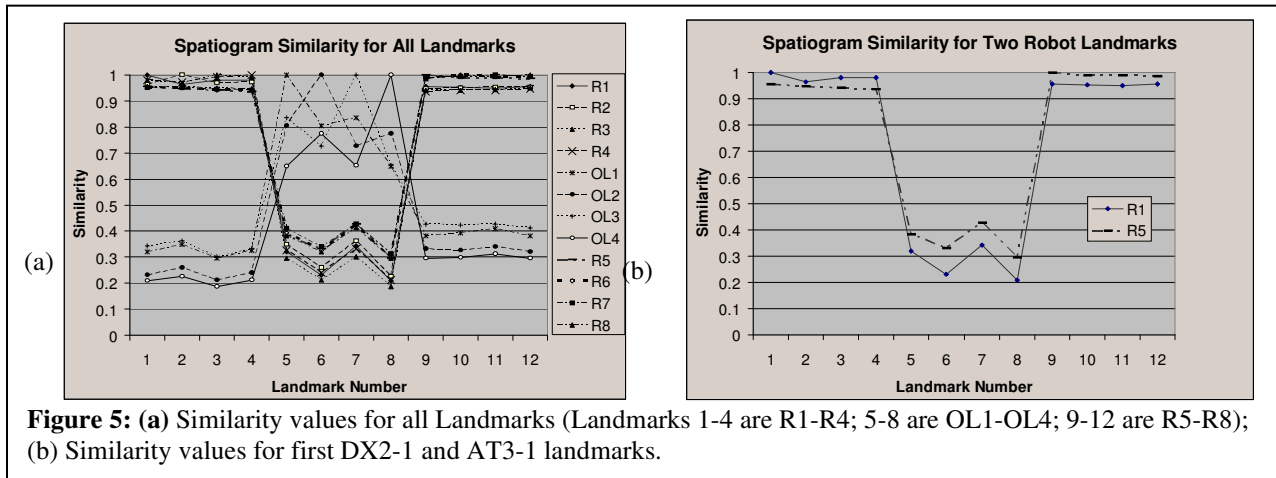 Spatiogram Similarity for All Landmarks
1
0.9
0.8
0.7
0.6
0.5
0.4
0.3
0.2
0.1
0
Similarity
1 2 3 4 5 6 7 8 9 10 11 12
Landmark Number
R1
R2
R3
R4
OL1
OL2
OL3
OL4
R5
R6
R7
R8
(a)
Spatiogram Similarity for Two Robot Landmarks
1
0.9
0.8
0.7
0.6
0.5
0.4
0.3
0.2
0.1
0
Similarity
1 2 3 4 5 6 7 8 9 10 11 12
Landmark Number
R1
R5
(b)
Figure 5: (a) Similarity values for all Landmarks (Landmarks 1-4 are R1-R4; 5-8 are OL1-OL4; 9-12 are R5-R8);
(b) Similarity values for first DX2-1 and AT3-1 landmarks.